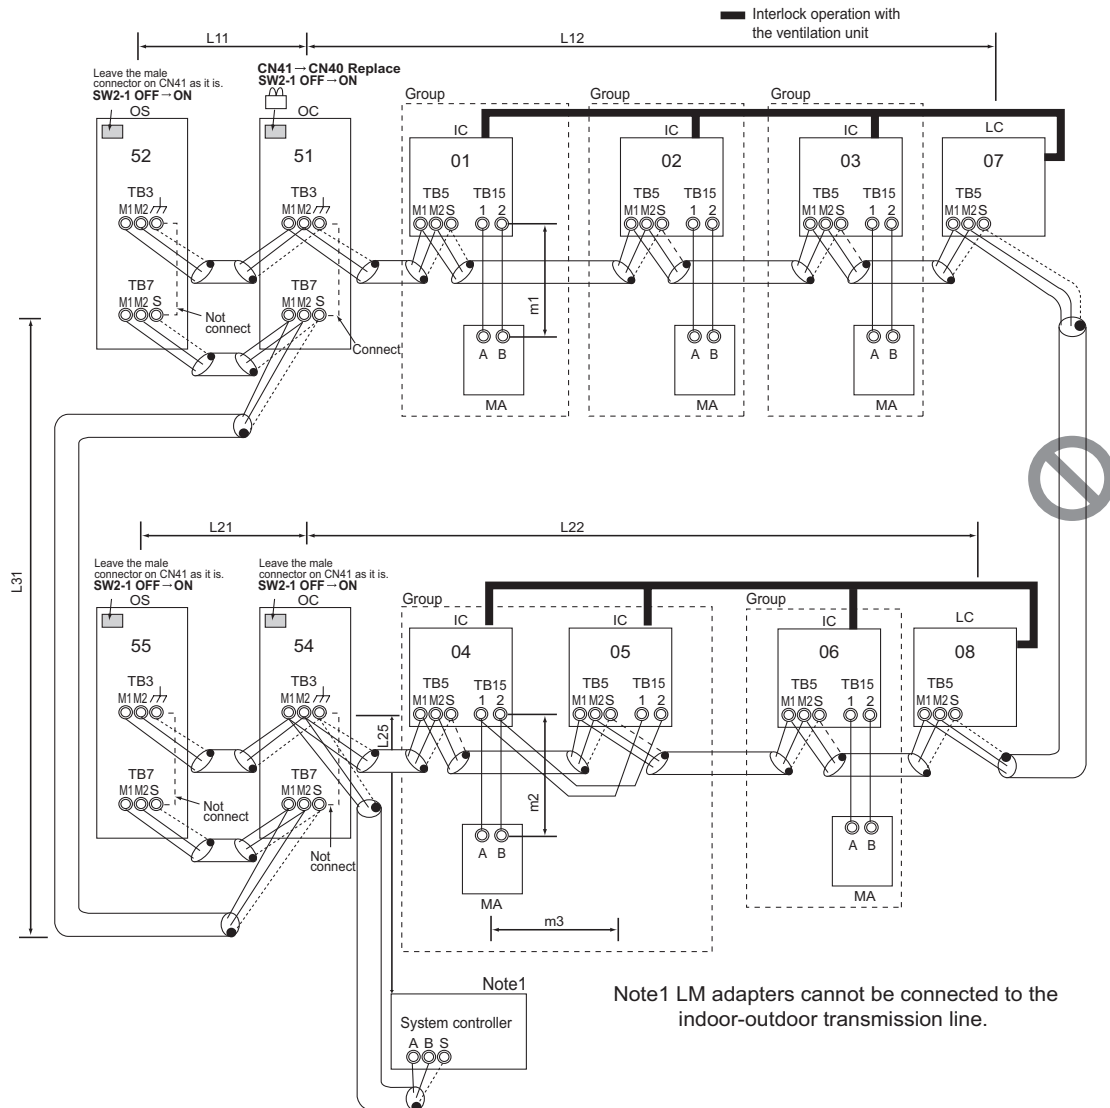 Interlock operation with
the ventilation unit
L11
L12
Leave the male
connector on CN41 as it is.
SW2-1 OFF→ON
CN41→CN40 Replace
SW2-1 OFF→ON
OS
OC
Group
Group
Group
IC
IC
IC
LC
52
51
01
02
03
07
TB3
TB3
TB5
TB15
TB5
TB15
TB5
TB15
TB5
M1 M2
M1 M2
M1 M2 S
1 2
M1 M2 S
1 2
M1 M2 S
1 2
M1 M2 S
m1
TB7
TB7
M1 M2 S
M1 M2 S
Not
connect
Connect
A B
A B
A B
MA
MA
MA
L31
L21
L22
Leave the male
connector on CN41 as it is.
SW2-1 OFF→ON
Leave the male
connector on CN41 as it is.
SW2-1 OFF→ON
OS
OC
Group
Group
IC
IC
IC
LC
55
54
04
05
06
08
TB3
TB3
TB5
TB15
TB5
TB15
TB5
TB15
TB5
M1 M2
M1 M2
M1 M2 S
1 2
M1 M2 S
1 2
M1 M2 S
1 2
M1 M2 S
L25
m2
TB7
TB7
M1 M2 S
M1 M2 S
Not
connect
Not
connect
A B
A B
MA
MA
m3
Note1
System controller
A B S
Note1 LM adapters cannot be connected to the
indoor-outdoor transmission line.